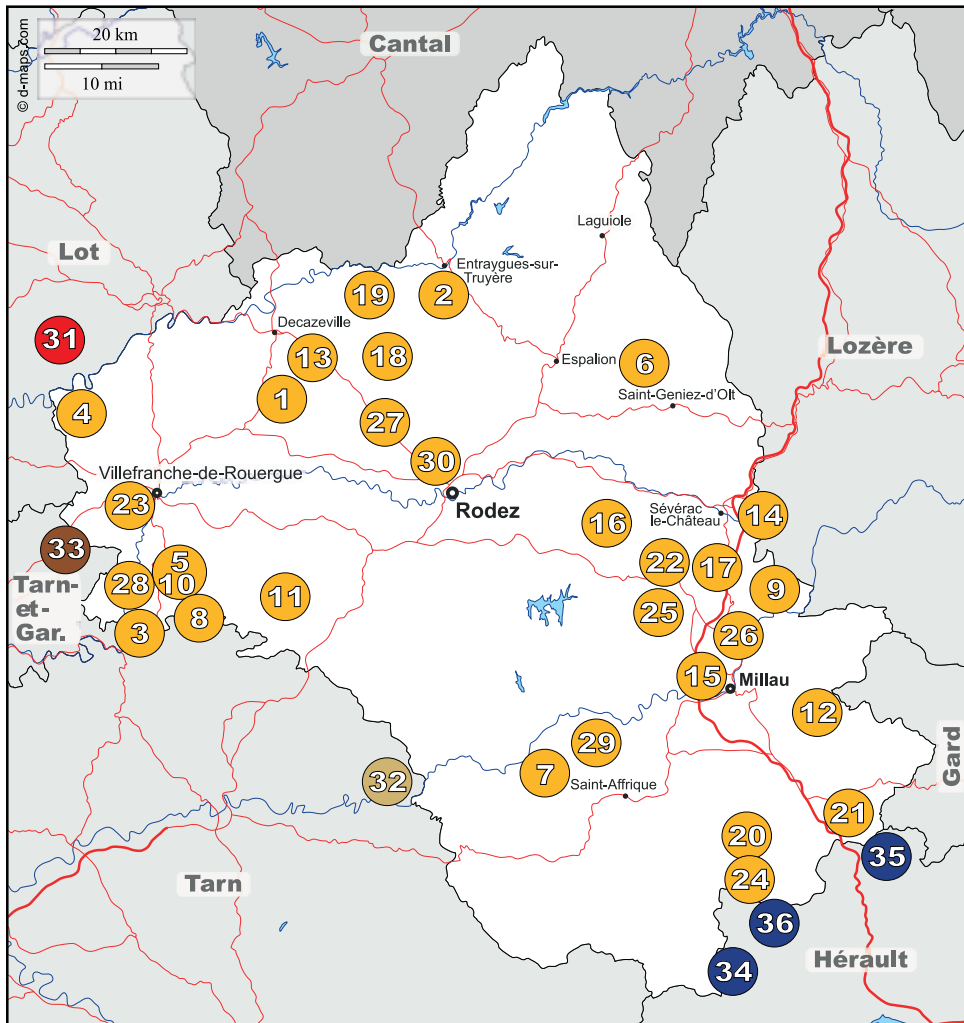 20 km
10 mi
© d-maps.com
Cantal
Laguiole
Lot
Entraygues-sur-
Truyère
19
2
Decazeville
31
13
18
Espalion
6
Lozère
1
Saint-Geniez-d'Olt
4
27
30
Villefranche-de-Rouergue
23
Rodez
Sévérac
le-Château
16
14
33
5
22
17
28
10
9
Tarn-
et-
Gar.
11
25
8
3
26
15
Millau
12
Gard
29
7
32
Saint-Affrique
21
20
35
24
Tarn
36
34
Hérault